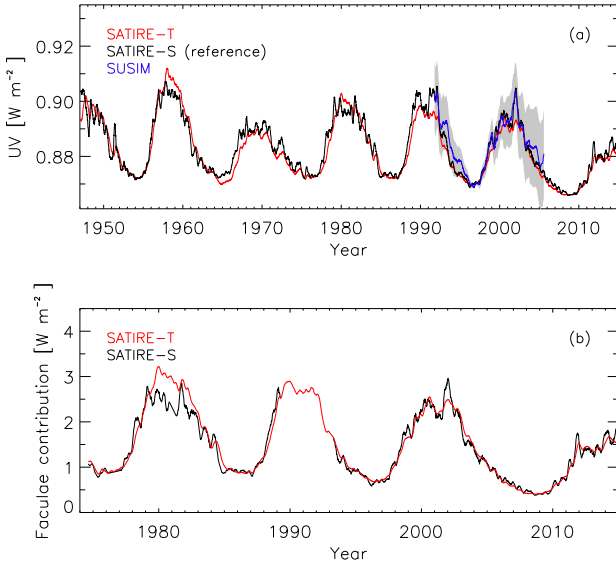 0.92
SATIRE-T
(a)
SATIRE-S (reference)
SUSIM
0.90
0.88
UV [W m⁻²]
1950 1960 1970 1980 1990 2000 2010
Year
4
SATIRE-T
(b)
SATIRE-S
3
2
1
0
Faculae contribution [W m⁻²]
1980 1990 2000 2010
Year